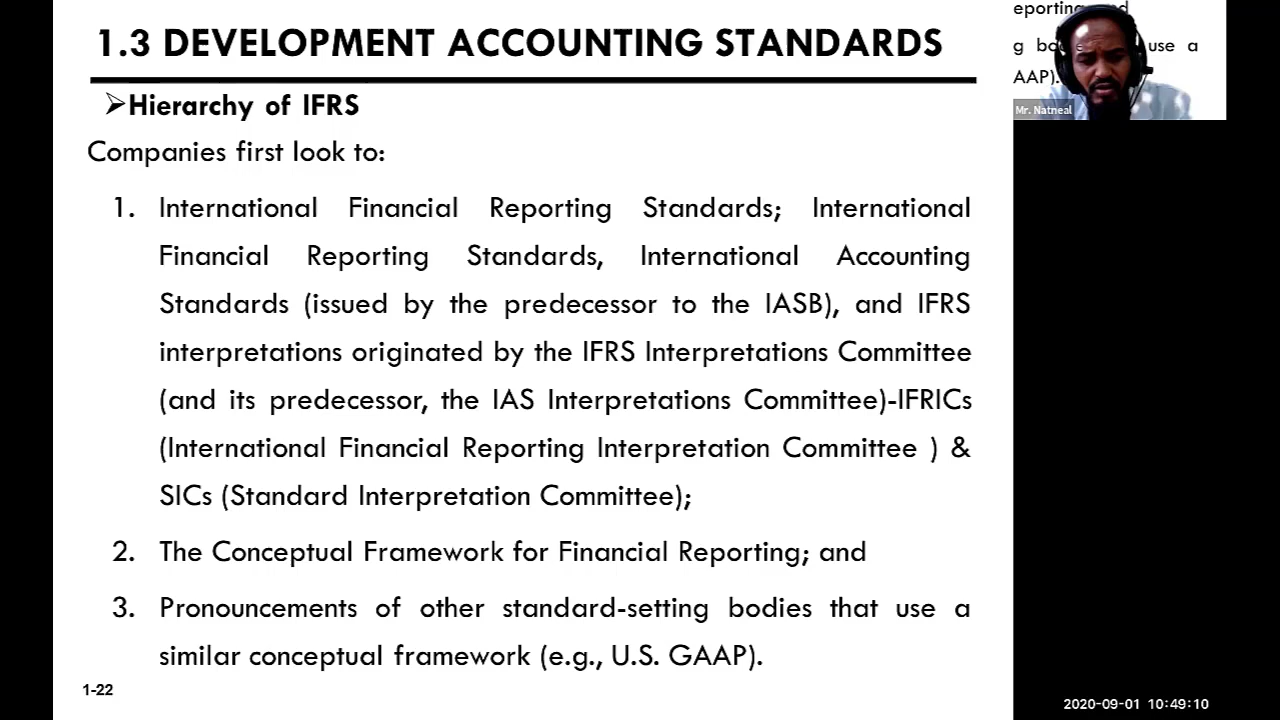 1.3 DEVELOPMENT ACCOUNTING STANDARDS
➢Hierarchy of IFRS
Companies first look to:
1. International Financial Reporting Standards; International
Financial Reporting Standards, International Accounting
Standards (issued by the predecessor to the IASB), and IFRS
interpretations originated by the IFRS Interpretations Committee
(and its predecessor, the IAS Interpretations Committee)-IFRICs
(International Financial Reporting Interpretation Committee ) &
SICs (Standard Interpretation Committee);
2. The Conceptual Framework for Financial Reporting; and
3. Pronouncements of other standard-setting bodies that use a
similar conceptual framework (e.g., U.S. GAAP).
1-22
eporting
g use a
AAP).
Mr. Natneal
2020-09-01 10:49:10